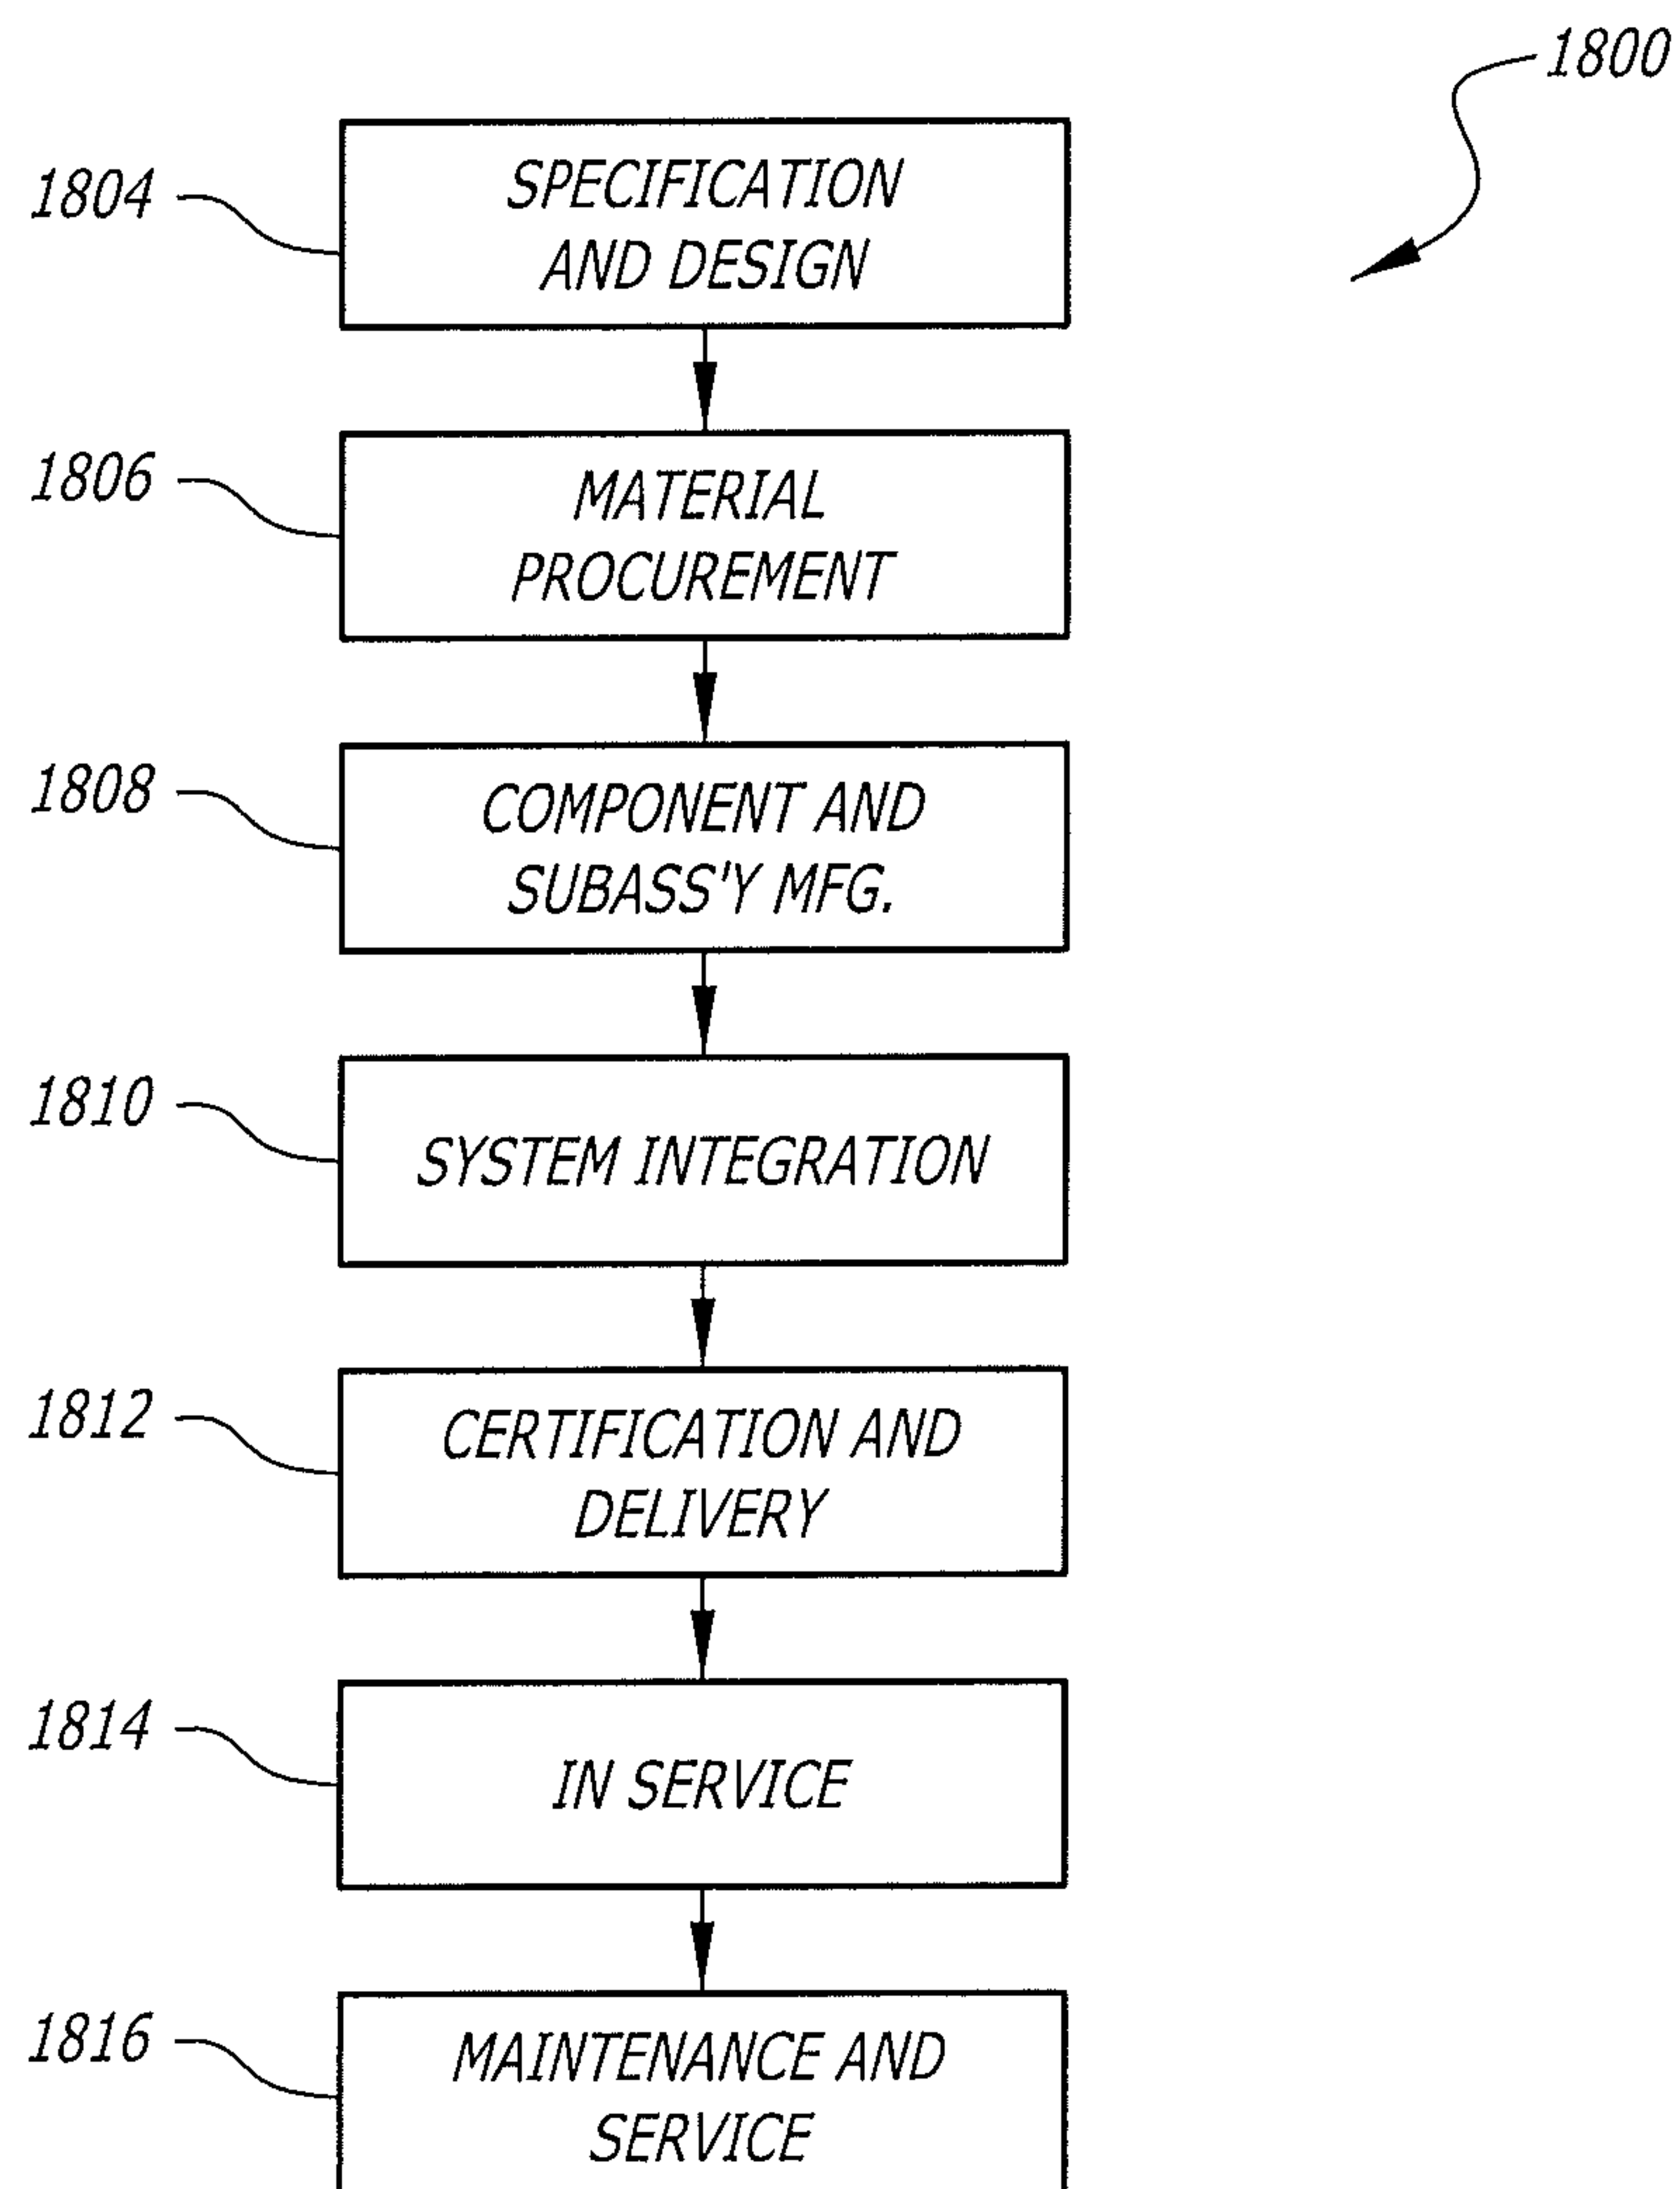 1800
1804
SPECIFICATION
AND DESIGN
1806
MATERIAL
PROCUREMENT
1808
COMPONENT AND
SUBASS'Y MFG.
1810
SYSTEM INTEGRATION
1812
CERTIFICATION AND
DELIVERY
1814
IN SERVICE
1816
MAINTENANCE AND
SERVICE